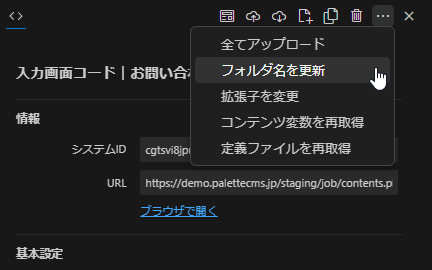 全てアップロード
フォルダ名を更新
拡張子を変更
コンテンツ変数を再取得
定義ファイルを再取得
入力画面コード | お問い合わ
情報
システムID cgtsvi8jp
URL https://demo.palettecms.jp/staging/job/contents.p
ブラウザで開く
基本設定